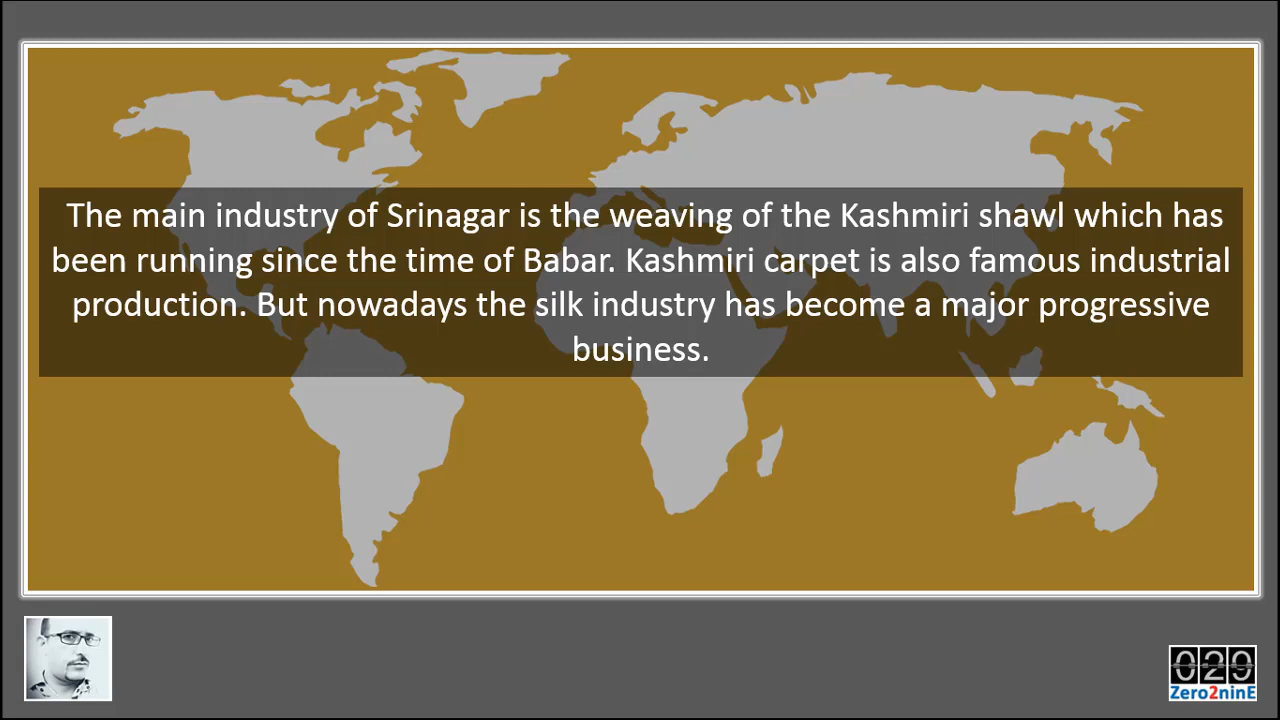 The main industry of Srinagar is the weaving of the Kashmiri shawl which has
been running since the time of Babar. Kashmiri carpet is also famous industrial
production. But nowadays the silk industry has become a major progressive
business.
029
Zero2ninE